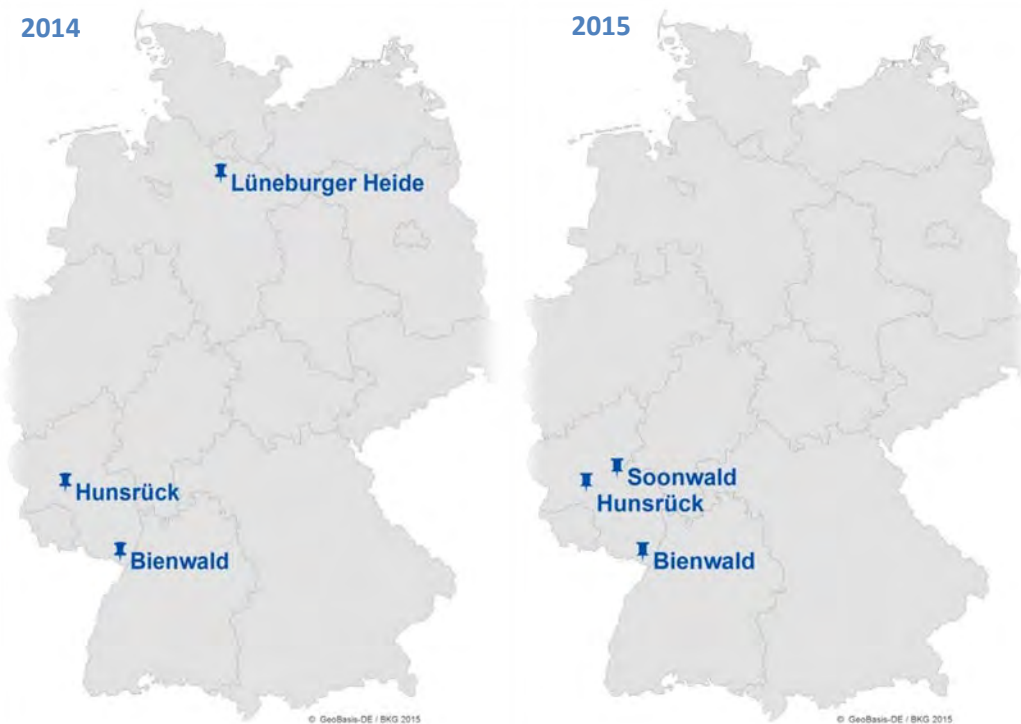 2014
Lüneburger Heide
Hunsrück
Bienwald
© GeoBasis-DE / BKG 2015
2015
Soonwald
Hunsrück
Bienwald
© GeoBasis-DE / BKG 2015